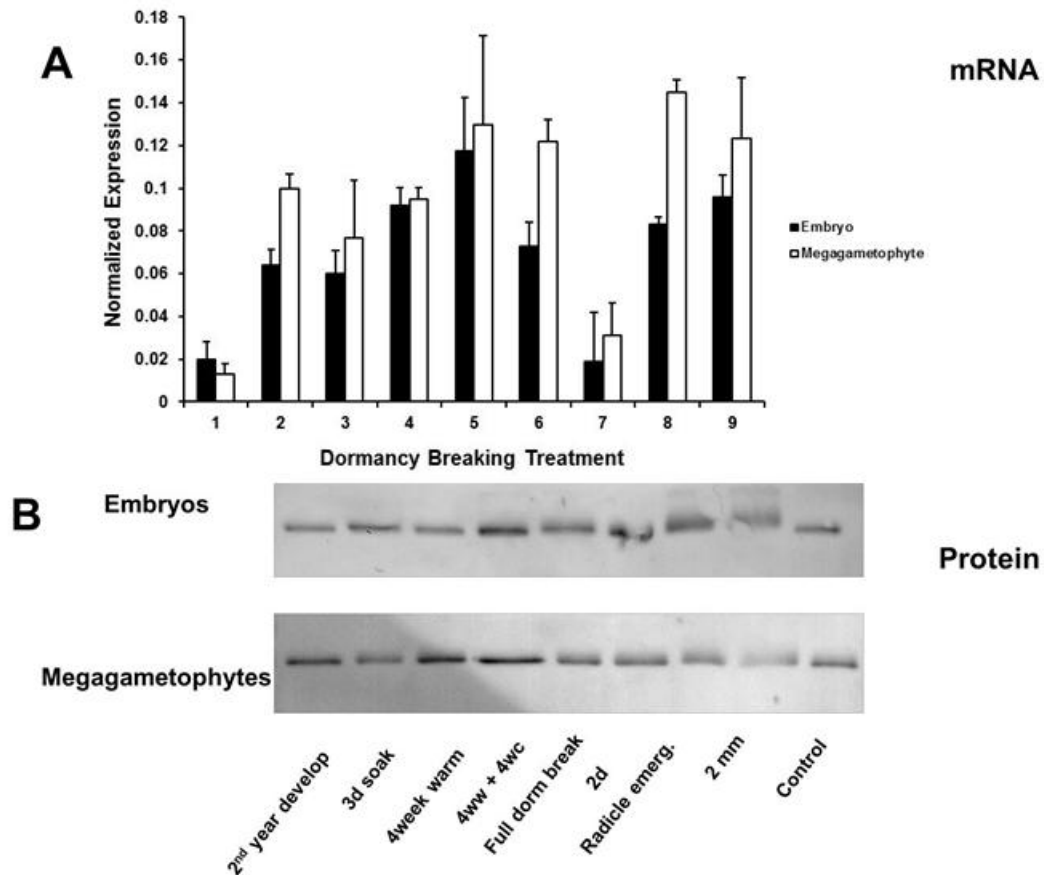 A
mRNA
Normalized Expression
0.18
0.16
0.14
0.12
0.1
0.08
0.06
0.04
0.02
0
1 2 3 4 5 6 7 8 9
Dormancy Breaking Treatment
Embryo
Megagametophyte
B
Embryos
Protein
Megagametophytes
2nd year develop
3d soak
4week warm
4ww + 4wc
Full dorm break
2d
Radicle emerg.
2 mm
Control